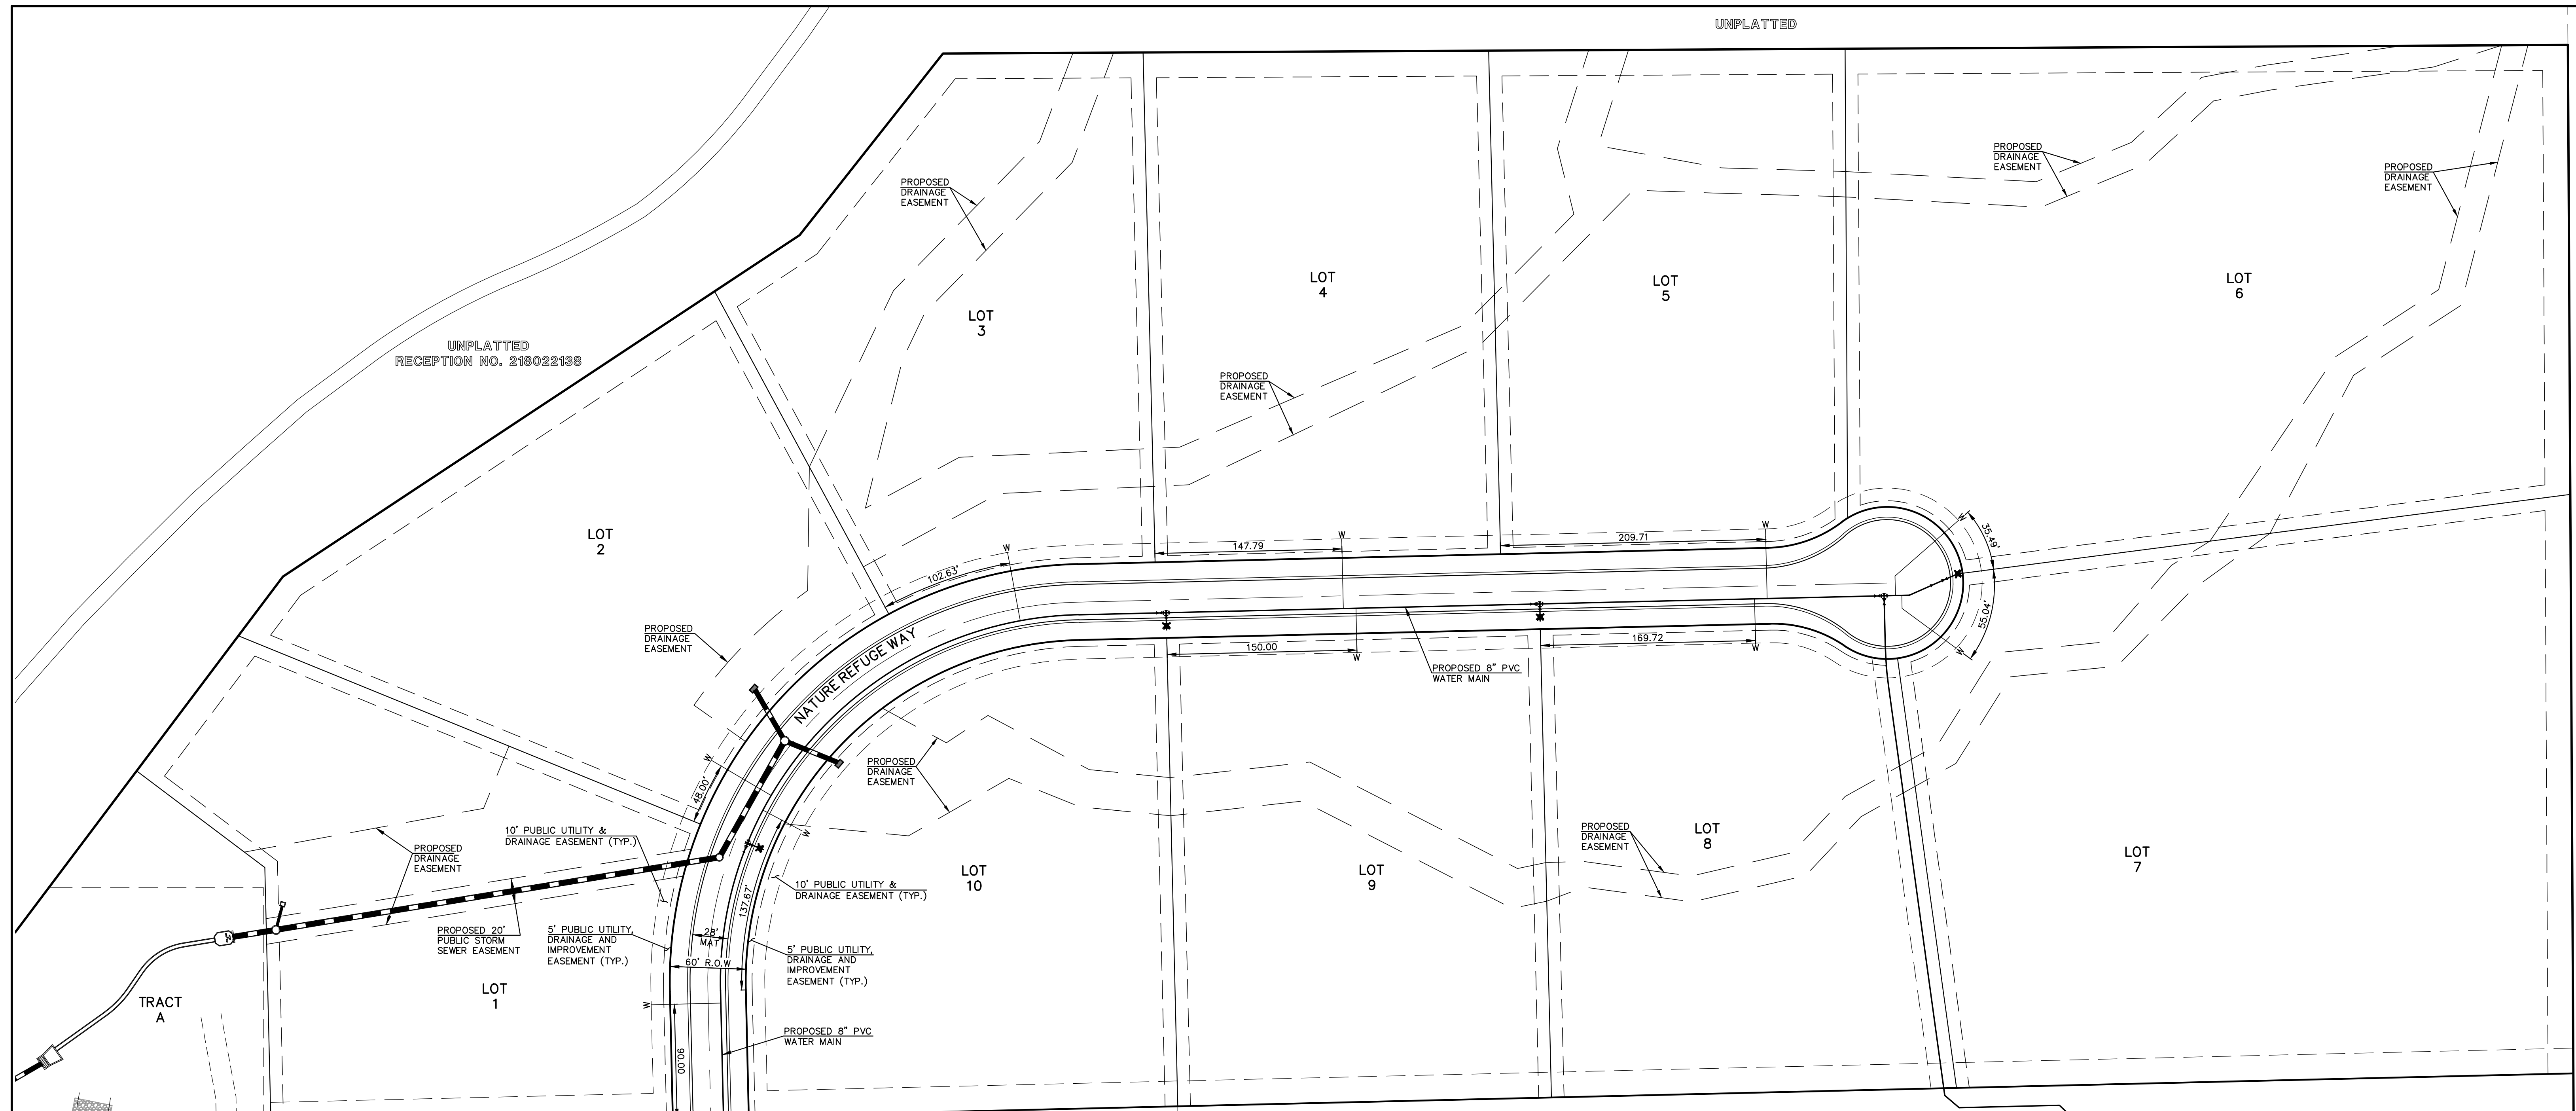 UNPLATTED
PROPOSED
DRAINAGE
EASEMENT
PROPOSED
DRAINAGE
EASEMENT
PROPOSED
DRAINAGE
EASEMENT
LOT
3
LOT
4
LOT
5
LOT
6
UNPLATTED
RECEPTION NO. 218022138
PROPOSED
DRAINAGE
EASEMENT
LOT
2
W
102.63'
W
147.79
W
209.71
W
35.49'
55.04'
W
PROPOSED
DRAINAGE
EASEMENT
NATURE REFUGE WAY
150.00
W
PROPOSED 8" PVC
WATER MAIN
169.72
W
W
48.00'
W
PROPOSED
DRAINAGE
EASEMENT
10' PUBLIC UTILITY &
DRAINAGE EASEMENT (TYP.)
PROPOSED
DRAINAGE
EASEMENT
PROPOSED
DRAINAGE
EASEMENT
LOT
8
LOT
7
LOT
9
LOT
10
10' PUBLIC UTILITY &
DRAINAGE EASEMENT (TYP.)
137.67'
PROPOSED 20'
PUBLIC STORM
SEWER EASEMENT
5' PUBLIC UTILITY,
DRAINAGE AND
IMPROVEMENT
EASEMENT (TYP.)
28'
MAT
60' R.O.W
5' PUBLIC UTILITY,
DRAINAGE AND
IMPROVEMENT
EASEMENT (TYP.)
LOT
1
TRACT
A
W
PROPOSED 8" PVC
WATER MAIN
90.00